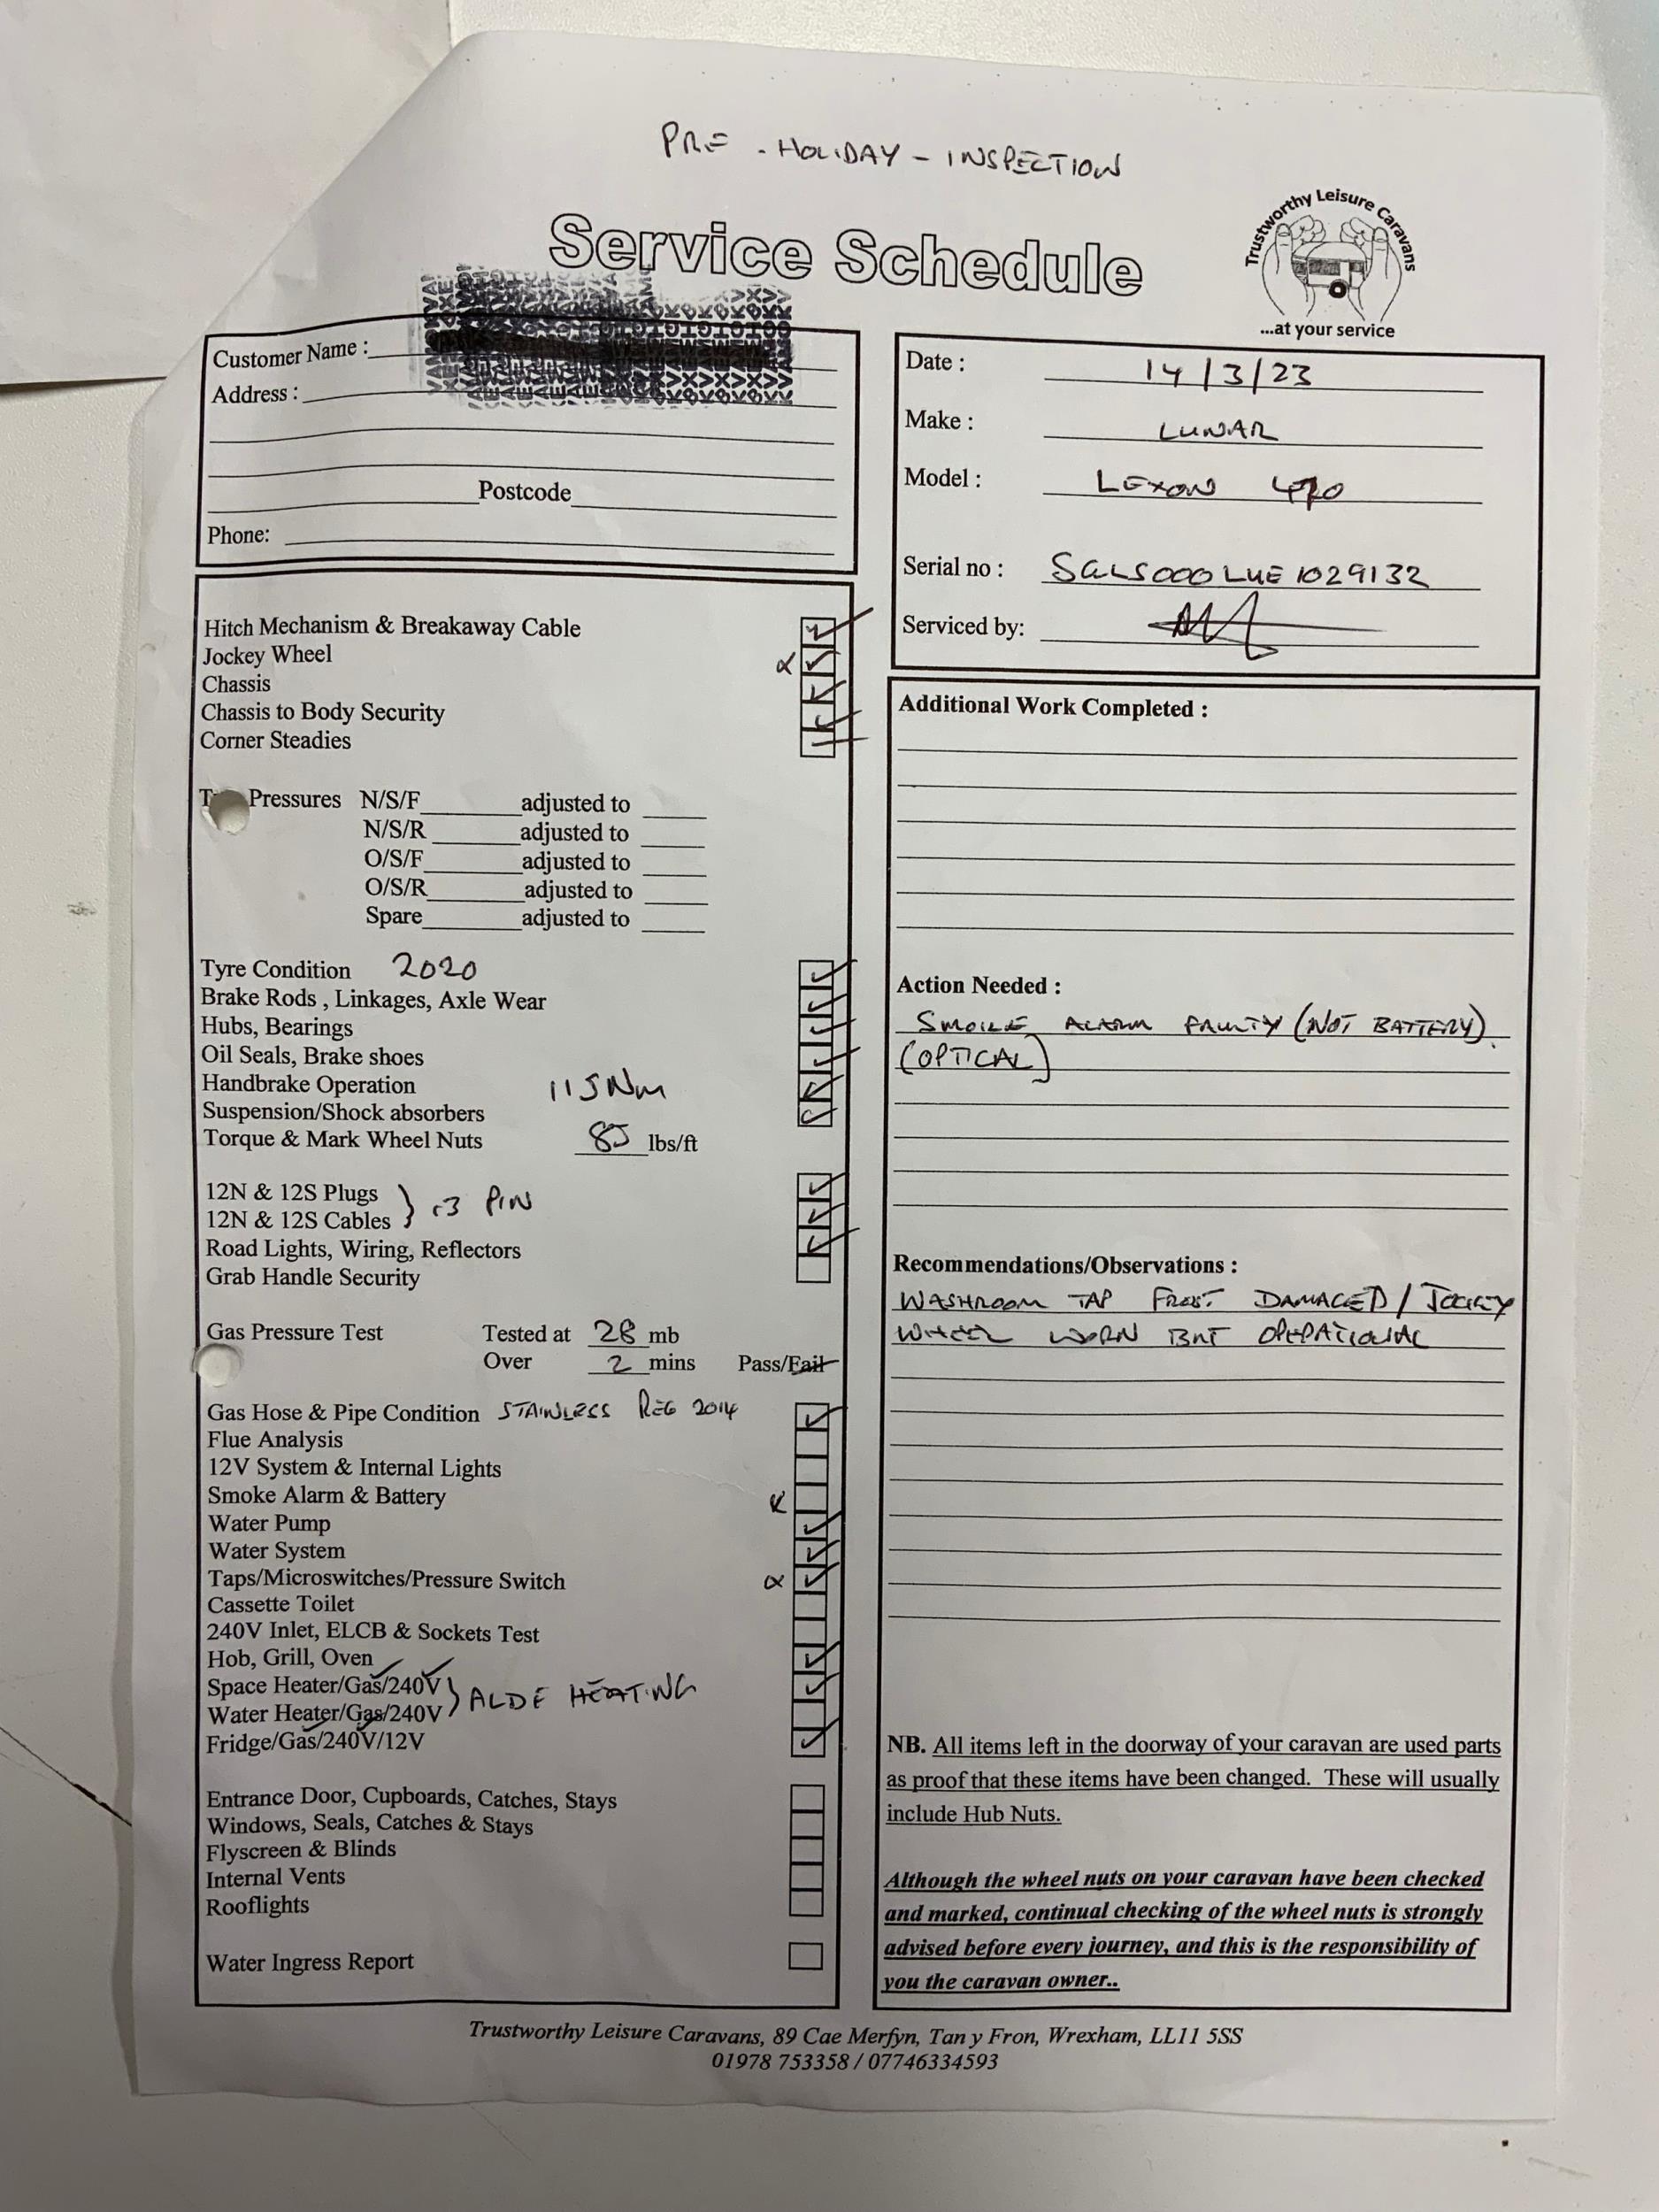 PRE - HOLIDAY - INSPECTION
Service Schedule
Trustworthy Leisure Caravans
...at your service
Customer Name :
Address :
Postcode
Phone:
Date : 14/3/23
Make : LUNAR
Model : LEXON 470
Serial no : SGLS000LUE1029132
Serviced by:
Hitch Mechanism & Breakaway Cable
Jockey Wheel
Chassis
Chassis to Body Security
Corner Steadies
Pressures N/S/F adjusted to
N/S/R adjusted to
O/S/F adjusted to
O/S/R adjusted to
Spare adjusted to
Tyre Condition 2020
Brake Rods , Linkages, Axle Wear
Hubs, Bearings
Oil Seals, Brake shoes
Handbrake Operation 115Nm
Suspension/Shock absorbers
Torque & Mark Wheel Nuts 85 lbs/ft
12N & 12S Plugs
12N & 12S Cables } 13 PIN
Road Lights, Wiring, Reflectors
Grab Handle Security
Gas Pressure Test Tested at 28 mb
Over 2 mins Pass/Fail
Gas Hose & Pipe Condition STAINLESS REG 2014
Flue Analysis
12V System & Internal Lights
Smoke Alarm & Battery
Water Pump
Water System
Taps/Microswitches/Pressure Switch
Cassette Toilet
240V Inlet, ELCB & Sockets Test
Hob, Grill, Oven
Space Heater/Gas/240V
Water Heater/Gas/240V } ALDE HEATING
Fridge/Gas/240V/12V
Entrance Door, Cupboards, Catches, Stays
Windows, Seals, Catches & Stays
Flyscreen & Blinds
Internal Vents
Rooflights
Water Ingress Report
Additional Work Completed :
Action Needed :
SMOKE ALARM FAULTY (NOT BATTERY).
(OPTICAL)
Recommendations/Observations :
WASHROOM TAP FROST DAMAGED / JOCKEY
WHEEL WORN BUT OPERATIONAL
NB. All items left in the doorway of your caravan are used parts
as proof that these items have been changed. These will usually
include Hub Nuts.
Although the wheel nuts on your caravan have been checked
and marked, continual checking of the wheel nuts is strongly
advised before every journey, and this is the responsibility of
you the caravan owner..
Trustworthy Leisure Caravans, 89 Cae Merfyn, Tan y Fron, Wrexham, LL11 5SS
01978 753358 / 07746334593